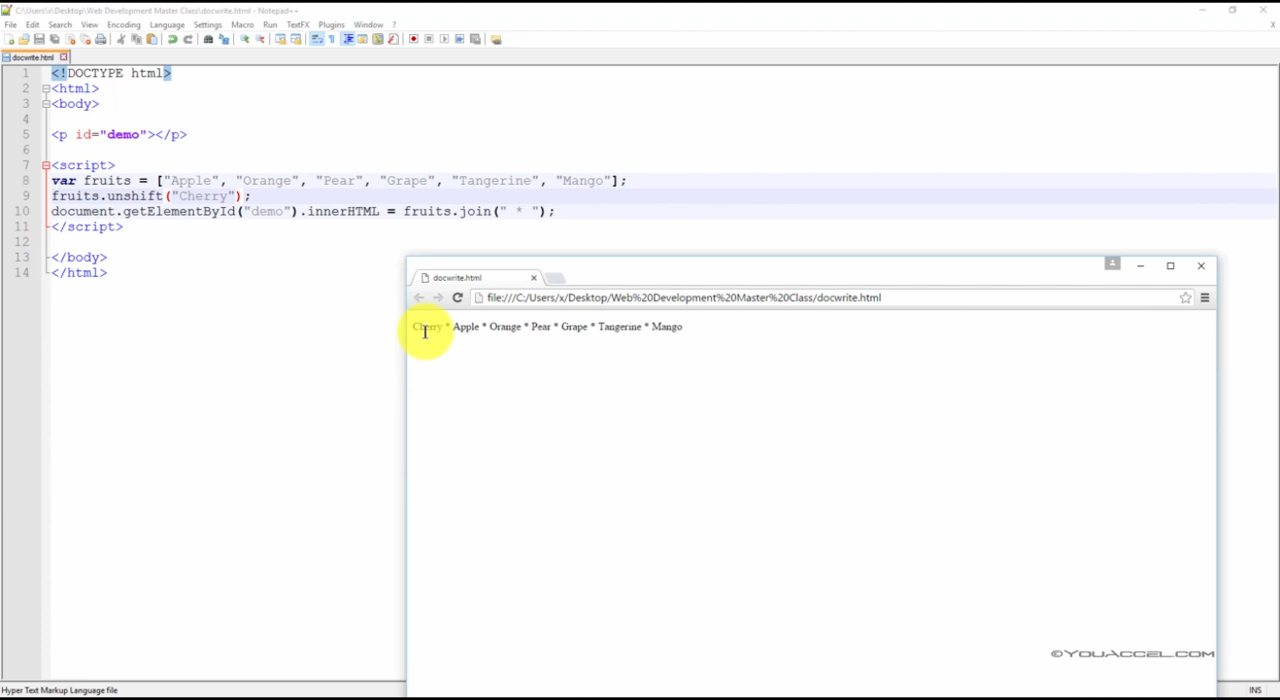 C:\Users\x\Desktop\Web Development Master Class\docwrite.html - Notepad++
File Edit Search View Encoding Language Settings Macro Run TextFX Plugins Window ?
X
docwrite.html
1 <!DOCTYPE html>
2 <html>
3 <body>
4
5 <p id="demo"></p>
6
7 <script>
8 var fruits = ["Apple", "Orange", "Pear", "Grape", "Tangerine", "Mango"];
9 fruits.unshift("Cherry");
10 document.getElementById("demo").innerHTML = fruits.join(" * ");
11 </script>
12
13 </body>
14 </html>
docwrite.html
file:///C:/Users/x/Desktop/Web%20Development%20Master%20Class/docwrite.html
Cherry * Apple * Orange * Pear * Grape * Tangerine * Mango
©YouAccel.com
Hyper Text Markup Language file
INS